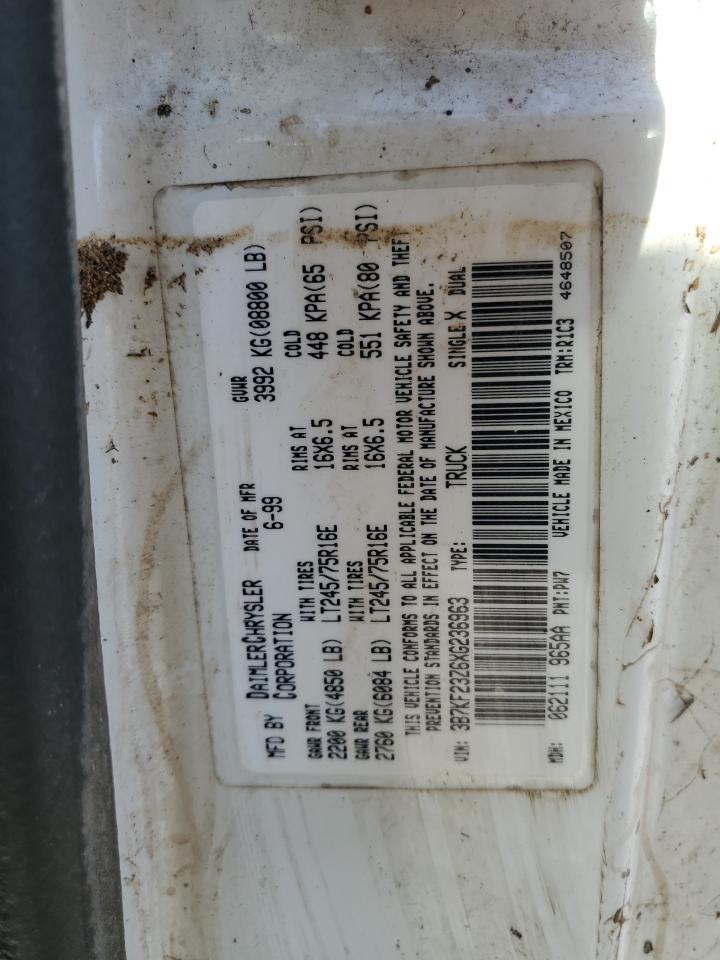 MFD BY DAIMLERCHRYSLER CORPORATION DATE OF MFR 6-99 GVWR 3992 KG(08800 LB)
GAWR FRONT WITH TIRES RIMS AT COLD
2200 KG(4850 LB) LT245/75R16E 16X6.5 448 KPA(65 PSI)
GAWR REAR WITH TIRES RIMS AT COLD
2760 KG(6084 LB) LT245/75R16E 16X6.5 551 KPA(80 PSI)
THIS VEHICLE CONFORMS TO ALL APPLICABLE FEDERAL MOTOR VEHICLE SAFETY AND THEFT
PREVENTION STANDARDS IN EFFECT ON THE DATE OF MANUFACTURE SHOWN ABOVE.
VIN: 3B7KF23Z6XG236963 TYPE: TRUCK SINGLE X DUAL
MDH: 062111 965AA PNT:PW7 VEHICLE MADE IN MEXICO TRM:R1C3 4648507